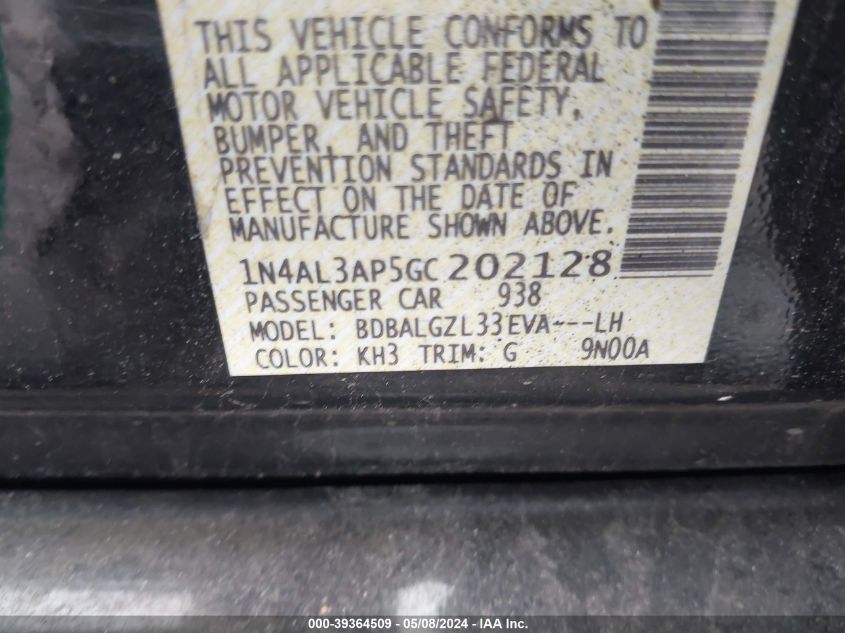 THIS VEHICLE CONFORMS TO
ALL APPLICABLE FEDERAL
MOTOR VEHICLE SAFETY,
BUMPER, AND THEFT
PREVENTION STANDARDS IN
EFFECT ON THE DATE OF
MANUFACTURE SHOWN ABOVE.
1N4AL3AP5GC202128
PASSENGER CAR 938
MODEL: BDBALGZL33EVA---LH
COLOR: KH3 TRIM: G 9N00A
000-39364509 - 05/08/2024 - IAA Inc.